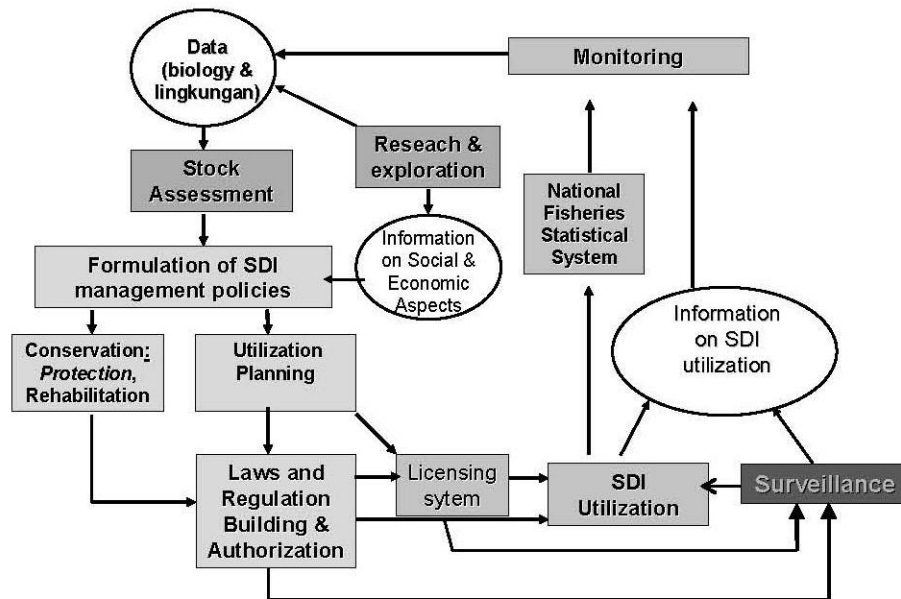 Data
(biology &
lingkungan)
Monitoring
Reseach &
exploration
Stock
Assessment
National
Fisheries
Statistical
System
Information
on Social &
Economic
Aspects
Formulation of SDI
management policies
Information
on SDI
utilization
Conservation:
Protection,
Rehabilitation
Utilization
Planning
Laws and
Regulation
Building &
Authorization
Licensing
sytem
SDI
Utilization
Surveillance